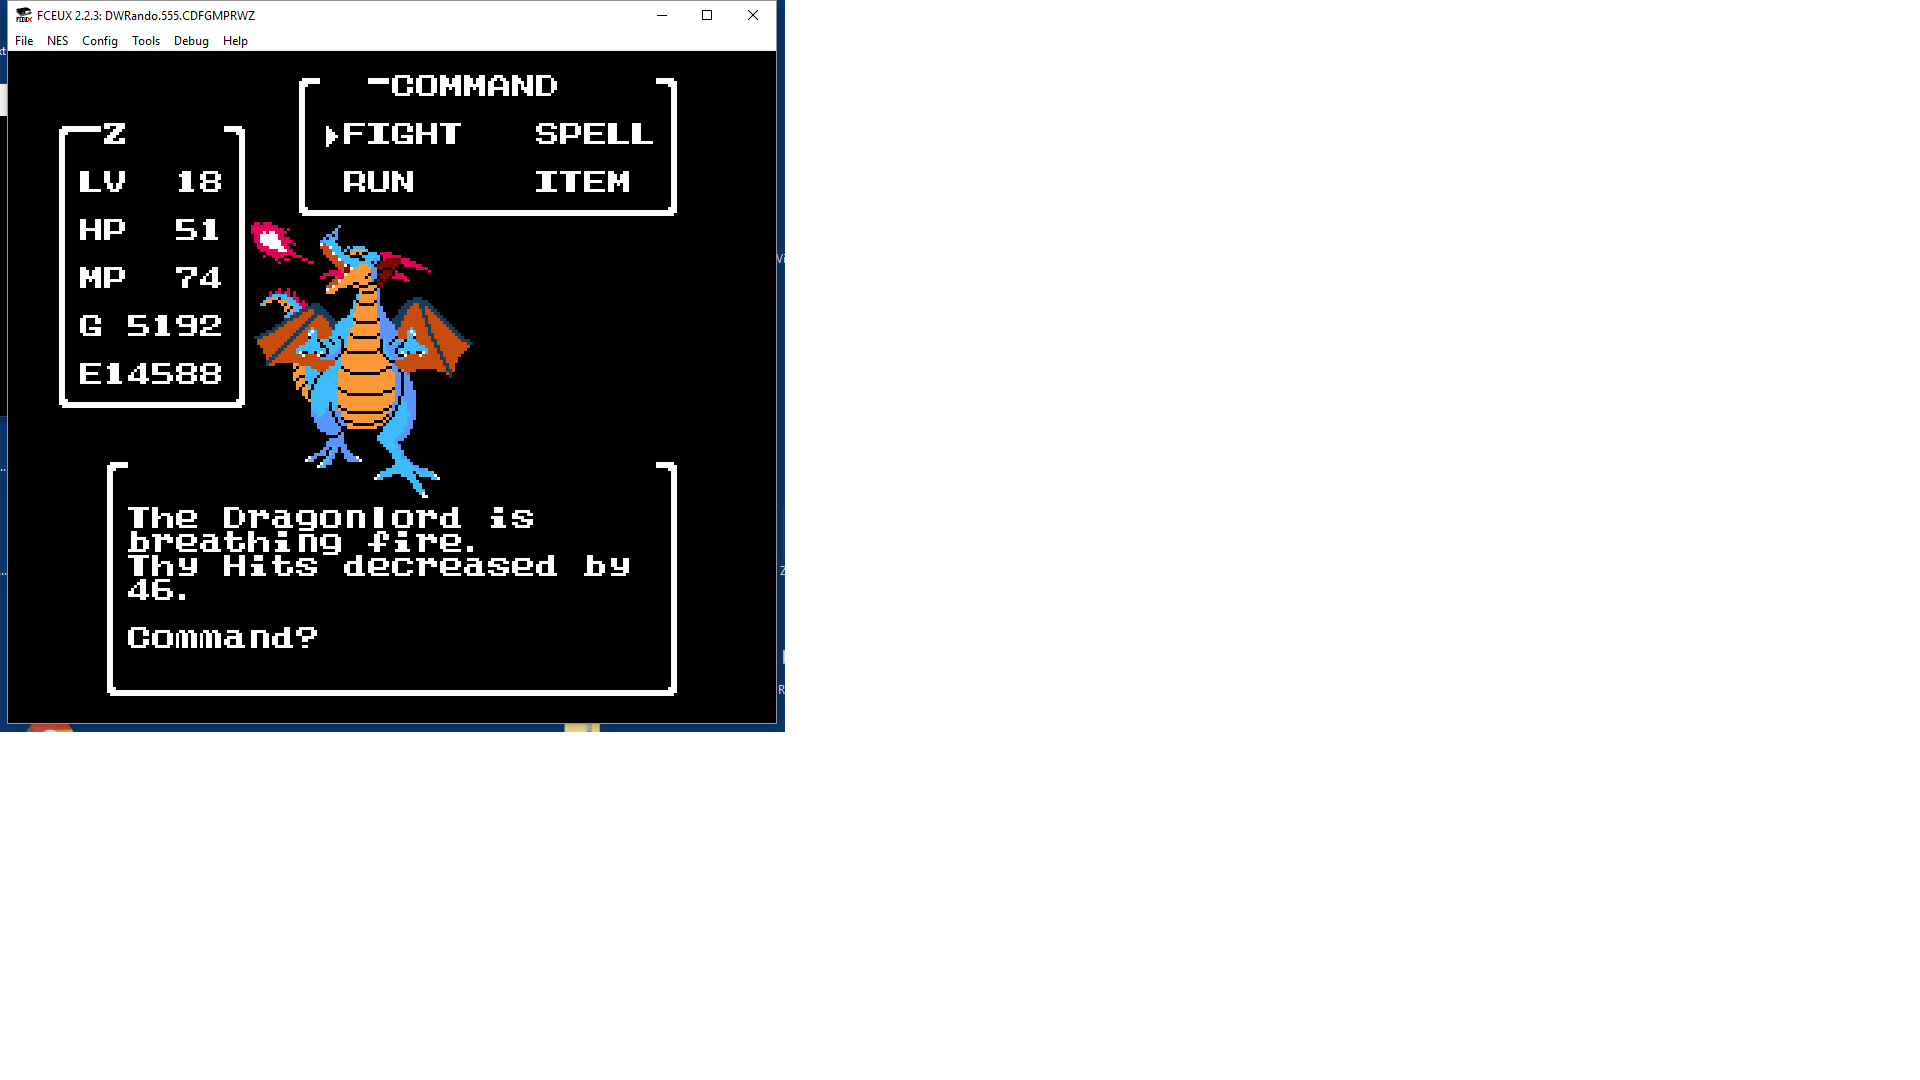 FCEUX 2.2.3: DWRando.555.CDFGMPRWZ
File NES Config Tools Debug Help
COMMAND
FIGHT SPELL
RUN ITEM
Z
LV 18
HP 51
MP 74
G 5192
E14588
The Dragonlord is
breathing fire.
Thy Hits decreased by
46.
Command?